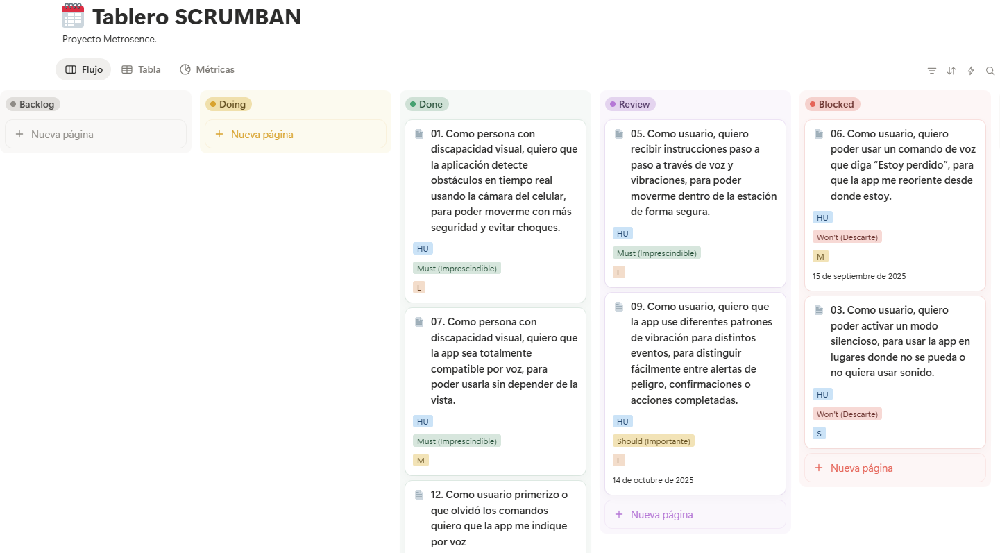 Tablero SCRUMBAN
Proyecto Metrosence.
Flujo
Tabla
Métricas
Backlog
Nueva página
Doing
Nueva página
Done
01. Como persona con
discapacidad visual, quiero que
la aplicación detecte
obstáculos en tiempo real
usando la cámara del celular,
para poder moverme con más
seguridad y evitar choques.
HU
Must (Imprescindible)
L
07. Como persona con
discapacidad visual, quiero que
la app sea totalmente
compatible por voz, para
poder usarla sin depender de la
vista.
HU
Must (Imprescindible)
M
12. Como usuario primerizo o
que olvidó los comandos
quiero que la app me indique
por voz
Review
05. Como usuario, quiero
recibir instrucciones paso a
paso a través de voz y
vibraciones, para poder
moverme dentro de la estación
de forma segura.
HU
Must (Imprescindible)
L
09. Como usuario, quiero que
la app use diferentes patrones
de vibración para distintos
eventos, para distinguir
fácilmente entre alertas de
peligro, confirmaciones o
acciones completadas.
HU
Should (Importante)
L
14 de octubre de 2025
Nueva página
Blocked
06. Como usuario, quiero
poder usar un comando de voz
que diga “Estoy perdido”, para
que la app me reoriente desde
donde estoy.
HU
Won't (Descarte)
M
15 de septiembre de 2025
03. Como usuario, quiero
poder activar un modo
silencioso, para usar la app en
lugares donde no se pueda o
no quiera usar sonido.
HU
Won't (Descarte)
S
Nueva página